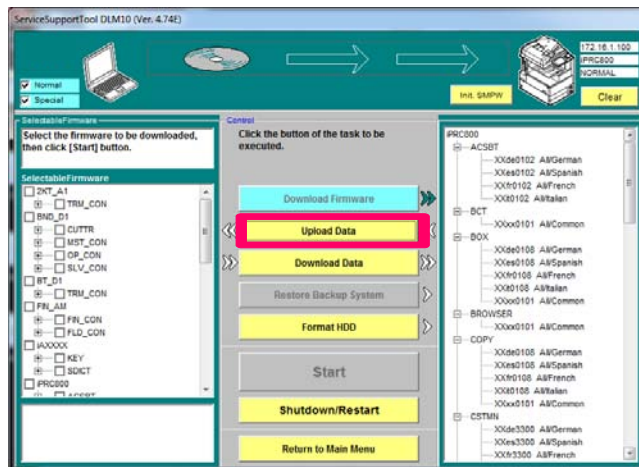 ServiceSupportTool DLM10 (Ver. 4.74E)
172.16.1.100
iPRC800
NORMAL
Normal
Special
Init. SMPW
Clear
SelectableFirmware
Select the firmware to be downloaded,
then click [Start] button.
SelectableFirmware
2KT_A1
TRM_CON
BND_D1
CUTTR
MST_CON
OP_CON
SLV_CON
BT_D1
TRM_CON
FIN_AM
FIN_CON
FLD_CON
iAXXXX
KEY
SDICT
iPRC800
ACSBT
Control
Click the button of the task to be
executed.
Download Firmware
Upload Data
Download Data
Restore Backup System
Format HDD
Start
Shutdown/Restart
Return to Main Menu
iPRC800
ACSBT
XXde0102 All/German
XXes0102 All/Spanish
XXfr0102 All/French
XXit0102 All/Italian
BCT
XXxx0101 All/Common
BOX
XXde0108 All/German
XXes0108 All/Spanish
XXfr0108 All/French
XXit0108 All/Italian
XXxx0101 All/Common
BROWSER
XXxx0101 All/Common
COPY
XXde0108 All/German
XXes0108 All/Spanish
XXfr0108 All/French
XXit0108 All/Italian
XXxx0101 All/Common
CSTMN
XXde3300 All/German
XXes3300 All/Spanish
XXfr3300 All/French